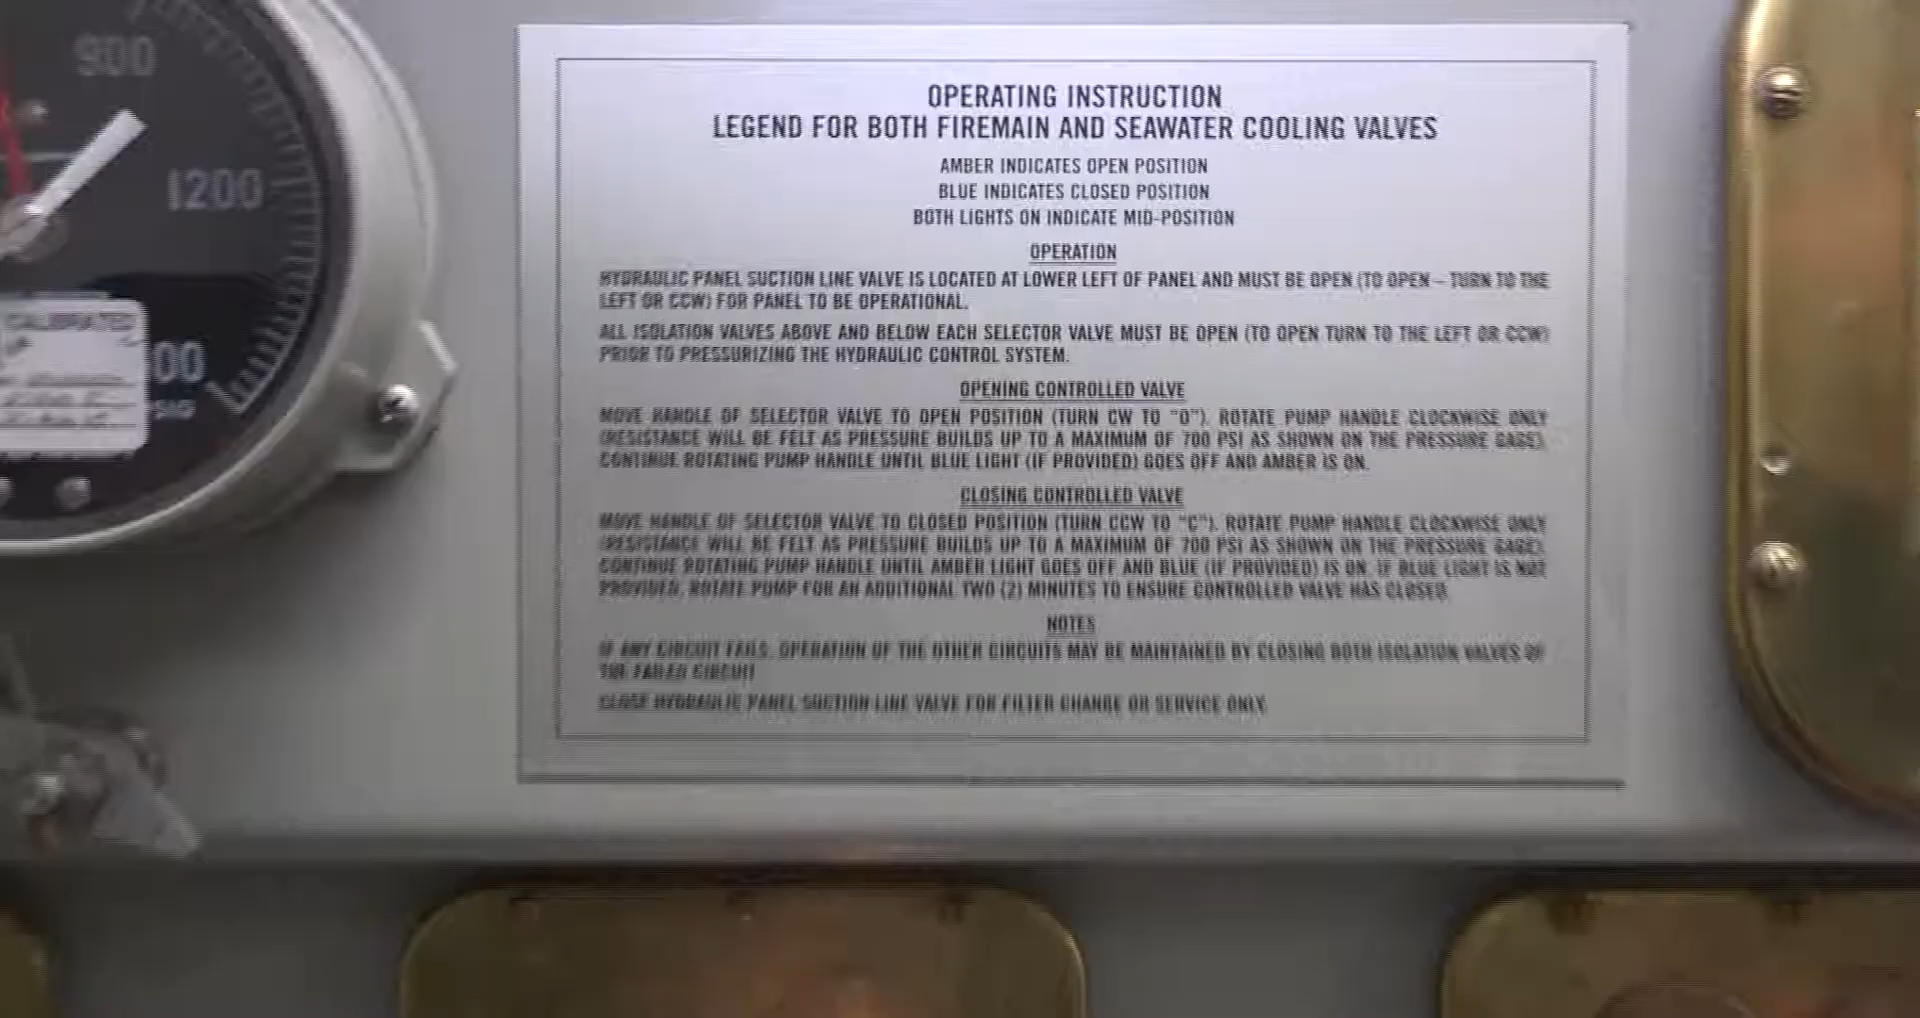 900
1200
00
CALIBRATED
OPERATING INSTRUCTION
LEGEND FOR BOTH FIREMAIN AND SEAWATER COOLING VALVES
AMBER INDICATES OPEN POSITION
BLUE INDICATES CLOSED POSITION
BOTH LIGHTS ON INDICATE MID-POSITION
OPERATION
HYDRAULIC PANEL SUCTION LINE VALVE IS LOCATED AT LOWER LEFT OF PANEL AND MUST BE OPEN (TO OPEN – TURN TO THE
LEFT OR CCW) FOR PANEL TO BE OPERATIONAL.
ALL ISOLATION VALVES ABOVE AND BELOW EACH SELECTOR VALVE MUST BE OPEN (TO OPEN TURN TO THE LEFT OR CCW)
PRIOR TO PRESSURIZING THE HYDRAULIC CONTROL SYSTEM.
OPENING CONTROLLED VALVE
MOVE HANDLE OF SELECTOR VALVE TO OPEN POSITION (TURN CW TO "O"). ROTATE PUMP HANDLE CLOCKWISE ONLY
(RESISTANCE WILL BE FELT AS PRESSURE BUILDS UP TO A MAXIMUM OF 700 PSI AS SHOWN ON THE PRESSURE GAGE).
CONTINUE ROTATING PUMP HANDLE UNTIL BLUE LIGHT (IF PROVIDED) GOES OFF AND AMBER IS ON.
CLOSING CONTROLLED VALVE
MOVE HANDLE OF SELECTOR VALVE TO CLOSED POSITION (TURN CCW TO "C"). ROTATE PUMP HANDLE CLOCKWISE ONLY
(RESISTANCE WILL BE FELT AS PRESSURE BUILDS UP TO A MAXIMUM OF 700 PSI AS SHOWN ON THE PRESSURE GAGE).
CONTINUE ROTATING PUMP HANDLE UNTIL AMBER LIGHT GOES OFF AND BLUE (IF PROVIDED) IS ON. IF BLUE LIGHT IS NOT
PROVIDED, ROTATE PUMP FOR AN ADDITIONAL TWO (2) MINUTES TO ENSURE CONTROLLED VALVE HAS CLOSED.
NOTES
IF ANY CIRCUIT FAILS, OPERATION OF THE OTHER CIRCUITS MAY BE MAINTAINED BY CLOSING BOTH ISOLATION VALVES OF
THE FAILED CIRCUIT
CLOSE HYDRAULIC PANEL SUCTION LINE VALVE FOR FILTER CHANGE OR SERVICE ONLY.